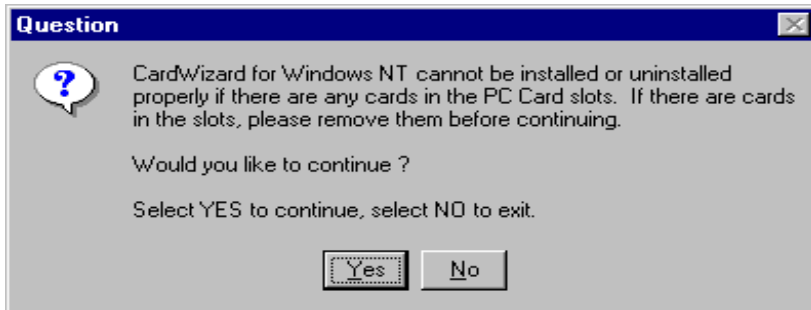 Question
CardWizard for Windows NT cannot be installed or uninstalled
properly if there are any cards in the PC Card slots.  If there are cards
in the slots, please remove them before continuing.
Would you like to continue ?
Select YES to continue, select NO to exit.
Yes No